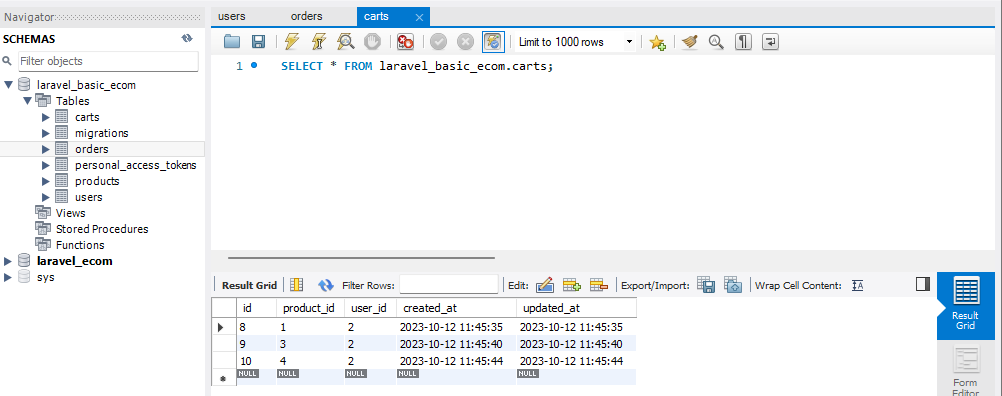 Navigator
SCHEMAS
Filter objects
laravel_basic_ecom
Tables
carts
migrations
orders
personal_access_tokens
products
users
Views
Stored Procedures
Functions
laravel_ecom
sys
users orders carts
Limit to 1000 rows
1 SELECT * FROM laravel_basic_ecom.carts;
Result Grid Filter Rows: Edit: Export/Import: Wrap Cell Content: IA
id product_id user_id created_at updated_at
8 1 2 2023-10-12 11:45:35 2023-10-12 11:45:35
9 3 2 2023-10-12 11:45:40 2023-10-12 11:45:40
10 4 2 2023-10-12 11:45:44 2023-10-12 11:45:44
NULL NULL NULL NULL NULL
Result
Grid
Form
Editor